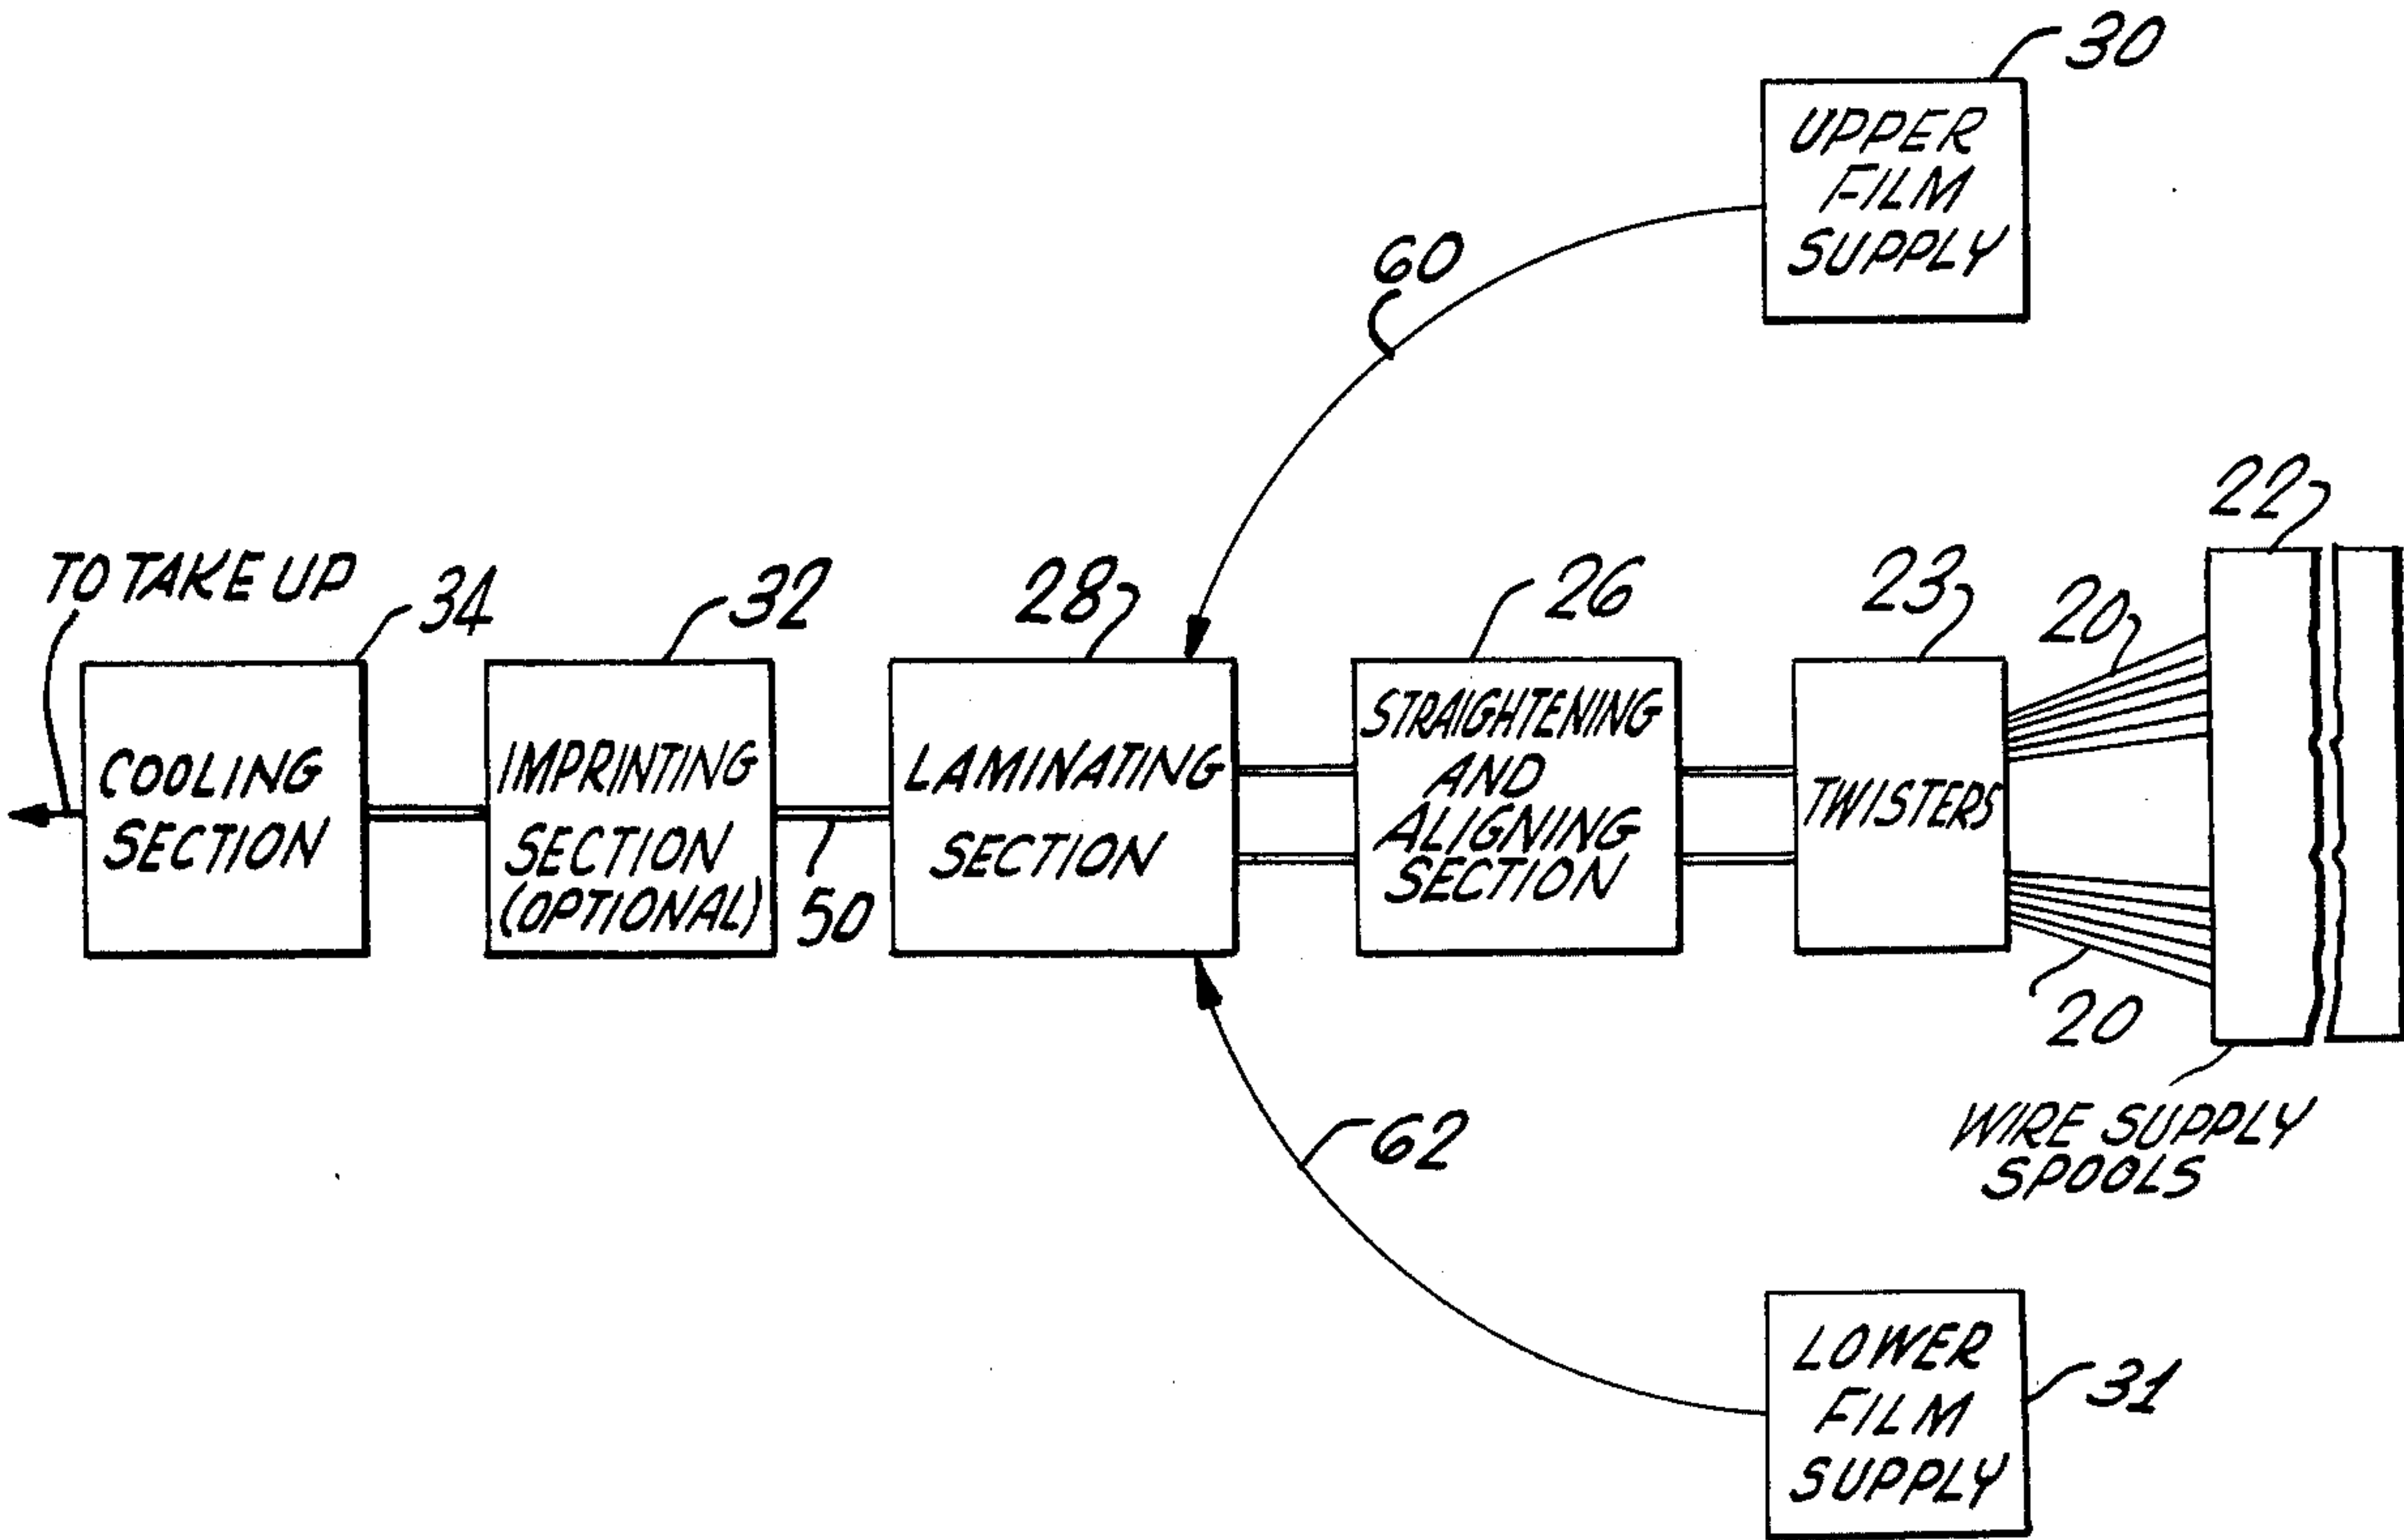 30
UPPER
FILM
SUPPLY
60
22
TO TAKE UP
34
32
28
26
23
20
COOLING
SECTION
IMPRINTING
SECTION
(OPTIONAL)
50
LAMINATING
SECTION
STRAIGHTENING
AND
ALIGNING
SECTION
TWISTERS
20
WIRE SUPPLY
SPOOLS
62
LOWER
FILM
SUPPLY
31